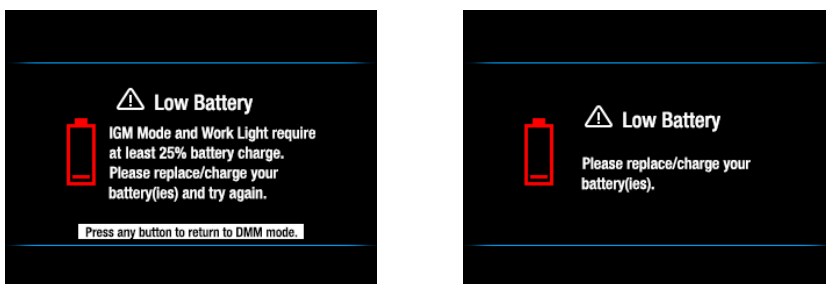 Low Battery
IGM Mode and Work Light require
at least 25% battery charge.
Please replace/charge your
battery(ies) and try again.
Press any button to return to DMM mode.
Low Battery
Please replace/charge your
battery(ies).